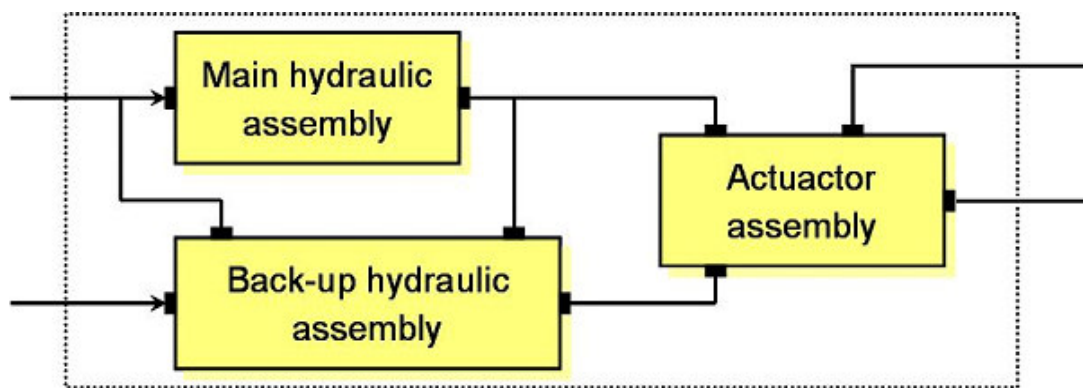 Main hydraulic
assembly
Actuactor
assembly
Back-up hydraulic
assembly